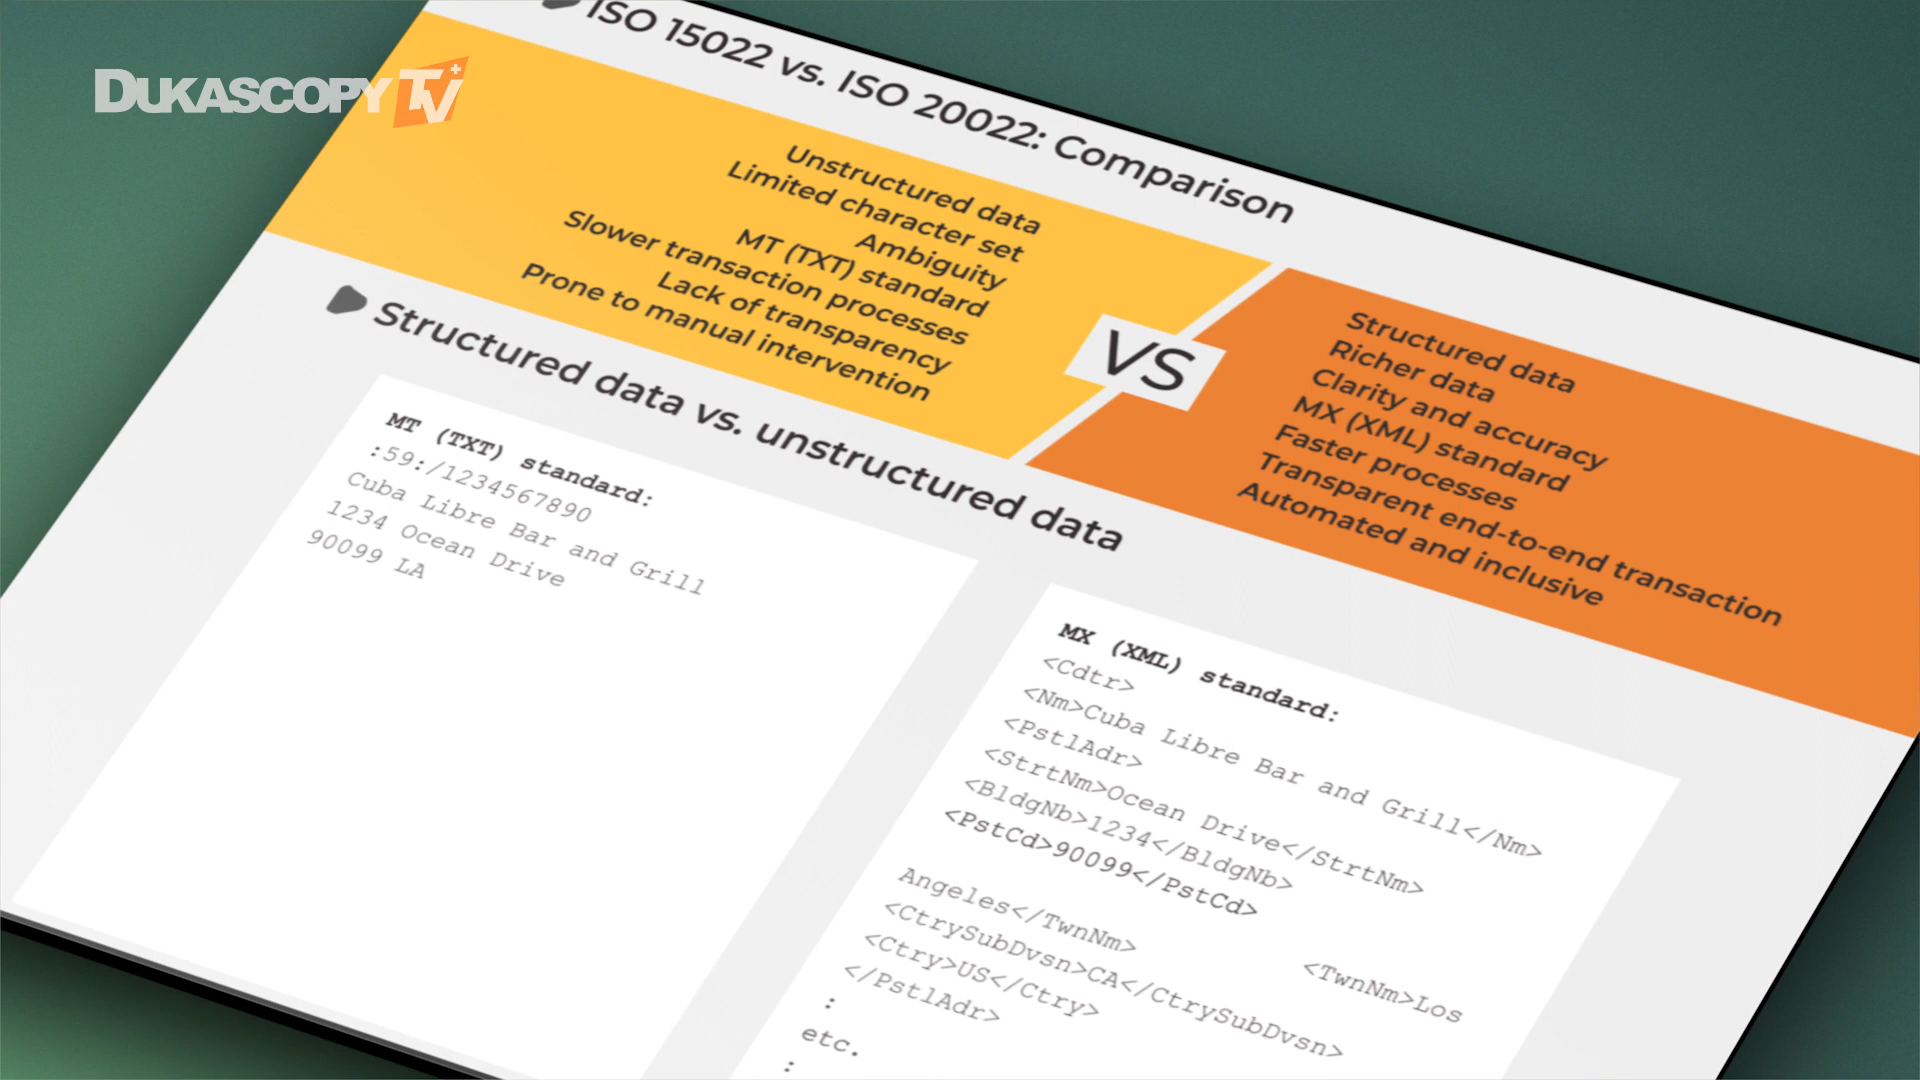 DUKASCOPY TV+
ISO 15022 vs. ISO 20022: Comparison
Unstructured data
Limited character set
Ambiguity
MT (TXT) standard
Slower transaction processes
Lack of transparency
Prone to manual intervention
VS
Structured data
Richer data
Clarity and accuracy
MX (XML) standard
Faster processes
Transparent end-to-end transaction
Automated and inclusive
Structured data vs. unstructured data
MT (TXT) standard:
:59:/1234567890
Cuba Libre Bar and Grill
1234 Ocean Drive
90099 LA
MX (XML) standard:
<Cdtr>
<Nm>Cuba Libre Bar and Grill</Nm>
<PstlAdr>
<StrtNm>Ocean Drive</StrtNm>
<BldgNb>1234</BldgNb>
<PstCd>90099</PstCd>
<TwnNm>Los
Angeles</TwnNm>
<CtrySubDvsn>CA</CtrySubDvsn>
<Ctry>US</Ctry>
</PstlAdr>
:
etc.
: